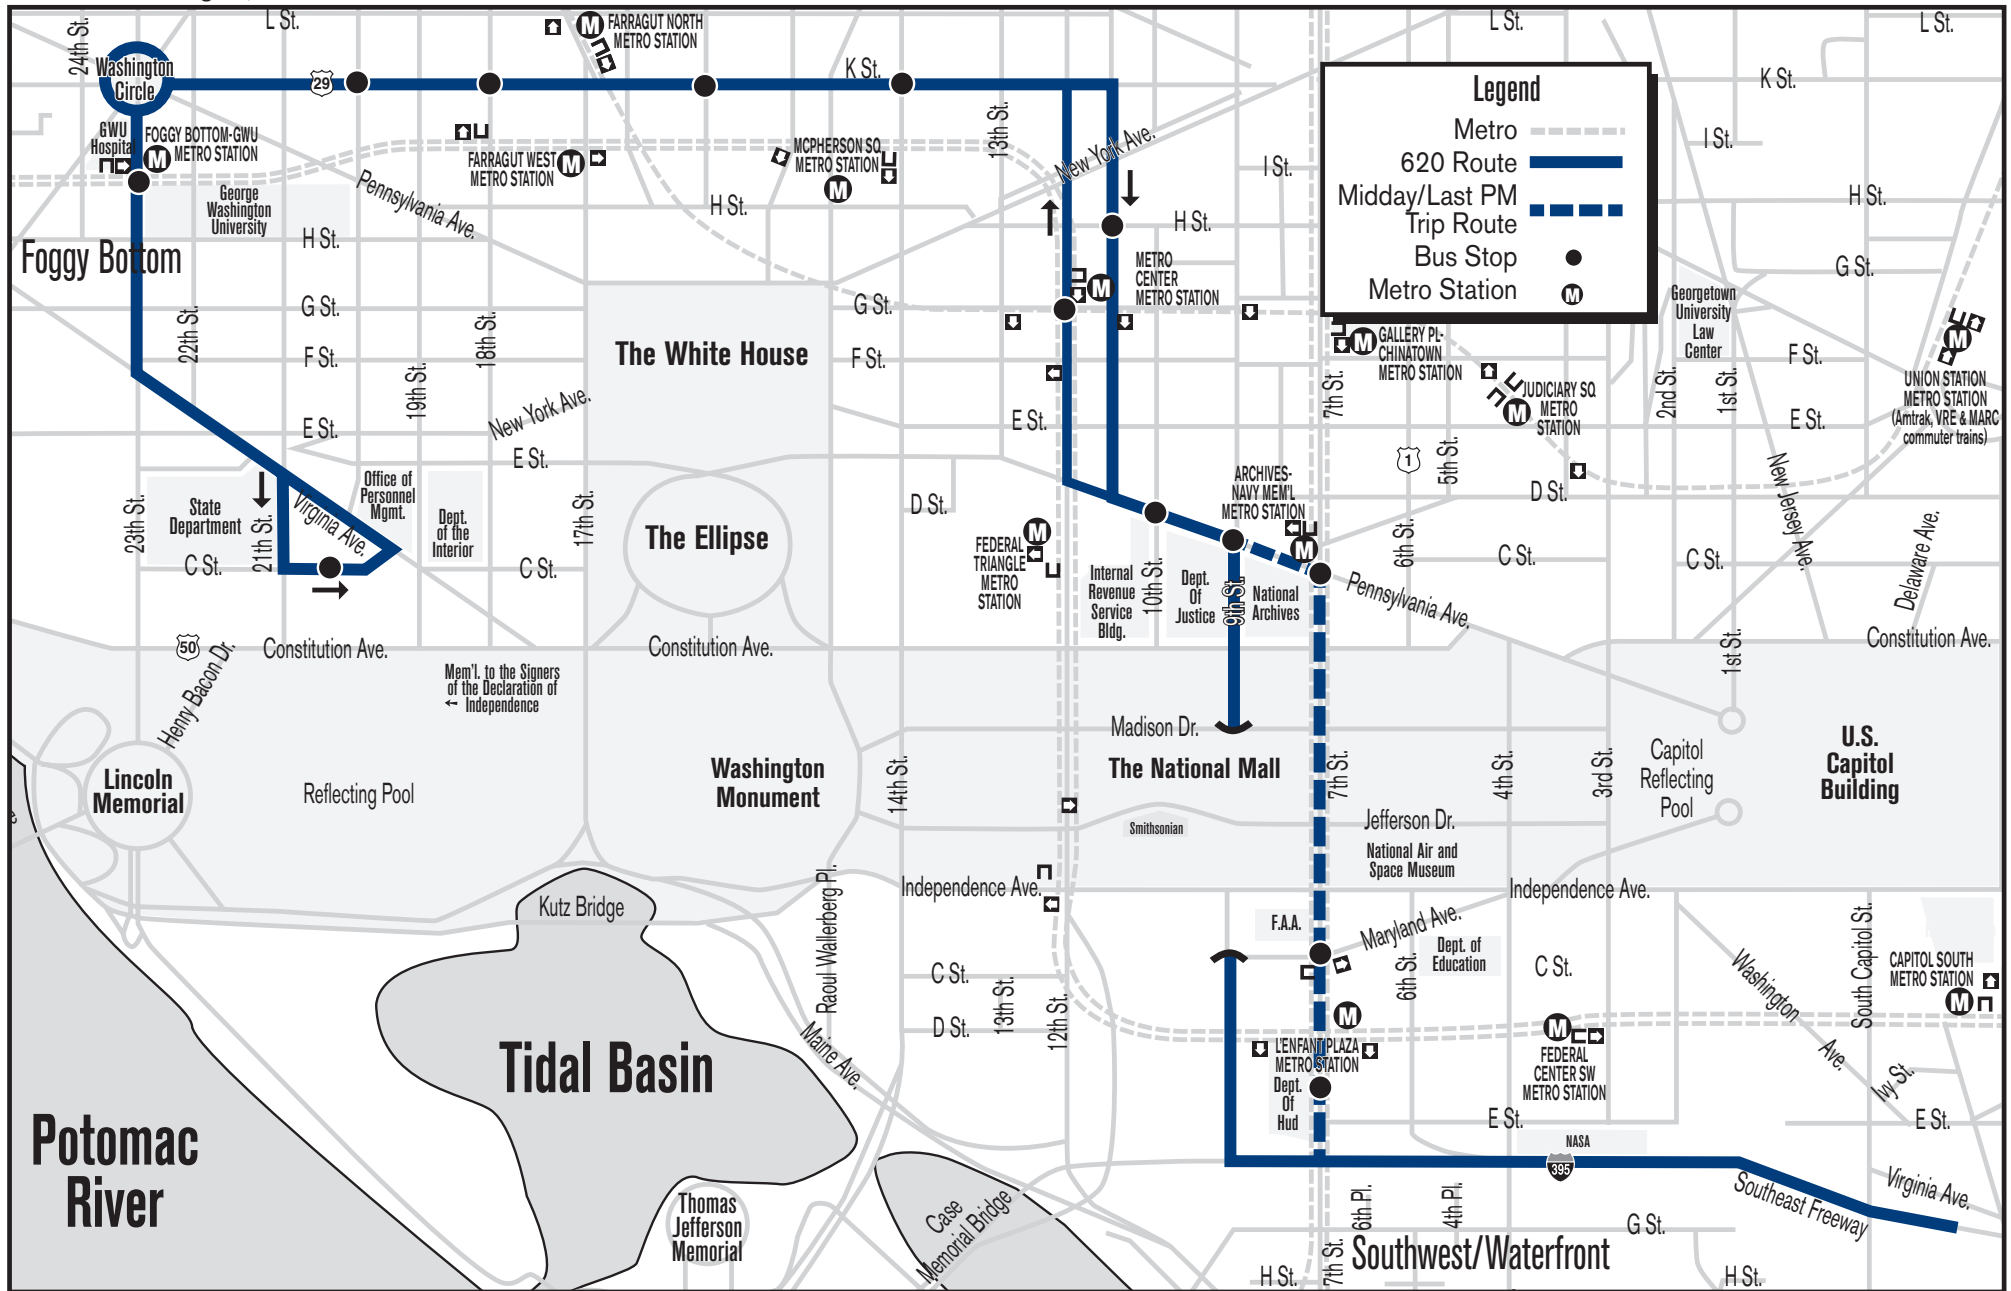 L St.
FARRAGUT NORTH
METRO STATION
L St.
L St.
24th St.
Washington
Circle
29
K St.
K St.
Legend
Metro
620 Route
Midday/Last PM
Trip Route
Bus Stop
Metro Station
M
GWU
Hospital
FOGGY BOTTOM-GWU
METRO STATION
M
FARRAGUT WEST
METRO STATION
M
MCPHERSON SQ.
METRO STATION
M
13th St.
New York Ave.
I St.
I St.
George
Washington
University
Pennsylvania Ave.
H St.
H St.
H St.
H St.
Foggy Bottom
METRO
CENTER
METRO STATION
M
G St.
G St.
G St.
22th St.
18th St.
19th St.
The White House
F St.
F St.
F St.
7th St.
GALLERY PL-
CHINATOWN
METRO STATION
M
Georgetown
University
Law
Center
2nd St.
1st St.
JUDICIARY SQ
METRO
STATION
M
UNION STATION
METRO STATION
(Amtrak, VRE & MARC
commuter trains)
M
E St.
New York Ave.
E St.
E St.
E St.
1
5th St.
New Jersey Ave.
Delaware Ave.
23th St.
State
Department
21th St.
Virginia Ave.
Office of
Personnel
Mgmt.
Dept.
of the
Interior
17th St.
The Ellipse
D St.
D St.
ARCHIVES-
NAVY MEM'L
METRO STATION
M
FEDERAL
TRIANGLE
METRO
STATION
M
C St.
C St.
C St.
C St.
6th St.
Internal
Revenue
Service
Bldg.
10th St.
Dept.
Of
Justice
9th St.
National
Archives
Pennsylvania Ave.
50
Henry Bacon Dr.
Constitution Ave.
Constitution Ave.
Constitution Ave.
1st St.
Mem'l. to the Signers
of the Declaration of
Independence
Madison Dr.
The National Mall
Lincoln
Memorial
Reflecting Pool
Washington
Monument
14th St.
7th St.
4th St.
3rd St.
Capitol
Reflecting
Pool
U.S.
Capitol
Building
Smithsonian
Jefferson Dr.
National Air and
Space Museum
Independence Ave.
Independence Ave.
Kutz Bridge
Raoul Wallerberg Pl.
F.A.A.
Maryland Ave.
6th St.
Dept. of
Education
C St.
C St.
Washington
Ave.
South Capitol St.
CAPITOL SOUTH
METRO STATION
M
13th St.
12th St.
D St.
Maine Ave.
M
L'ENFANT PLAZA
METRO STATION
Dept.
Of
Hud
M
FEDERAL
CENTER SW
METRO STATION
Ivy St.
E St.
E St.
NASA
395
Tidal Basin
Potomac
River
Thomas
Jefferson
Memorial
Case
Memorial Bridge
6th Pl.
4th Pl.
Southeast Freeway
Virginia Ave.
G St.
7th St.
Southwest/Waterfront
H St.
H St.